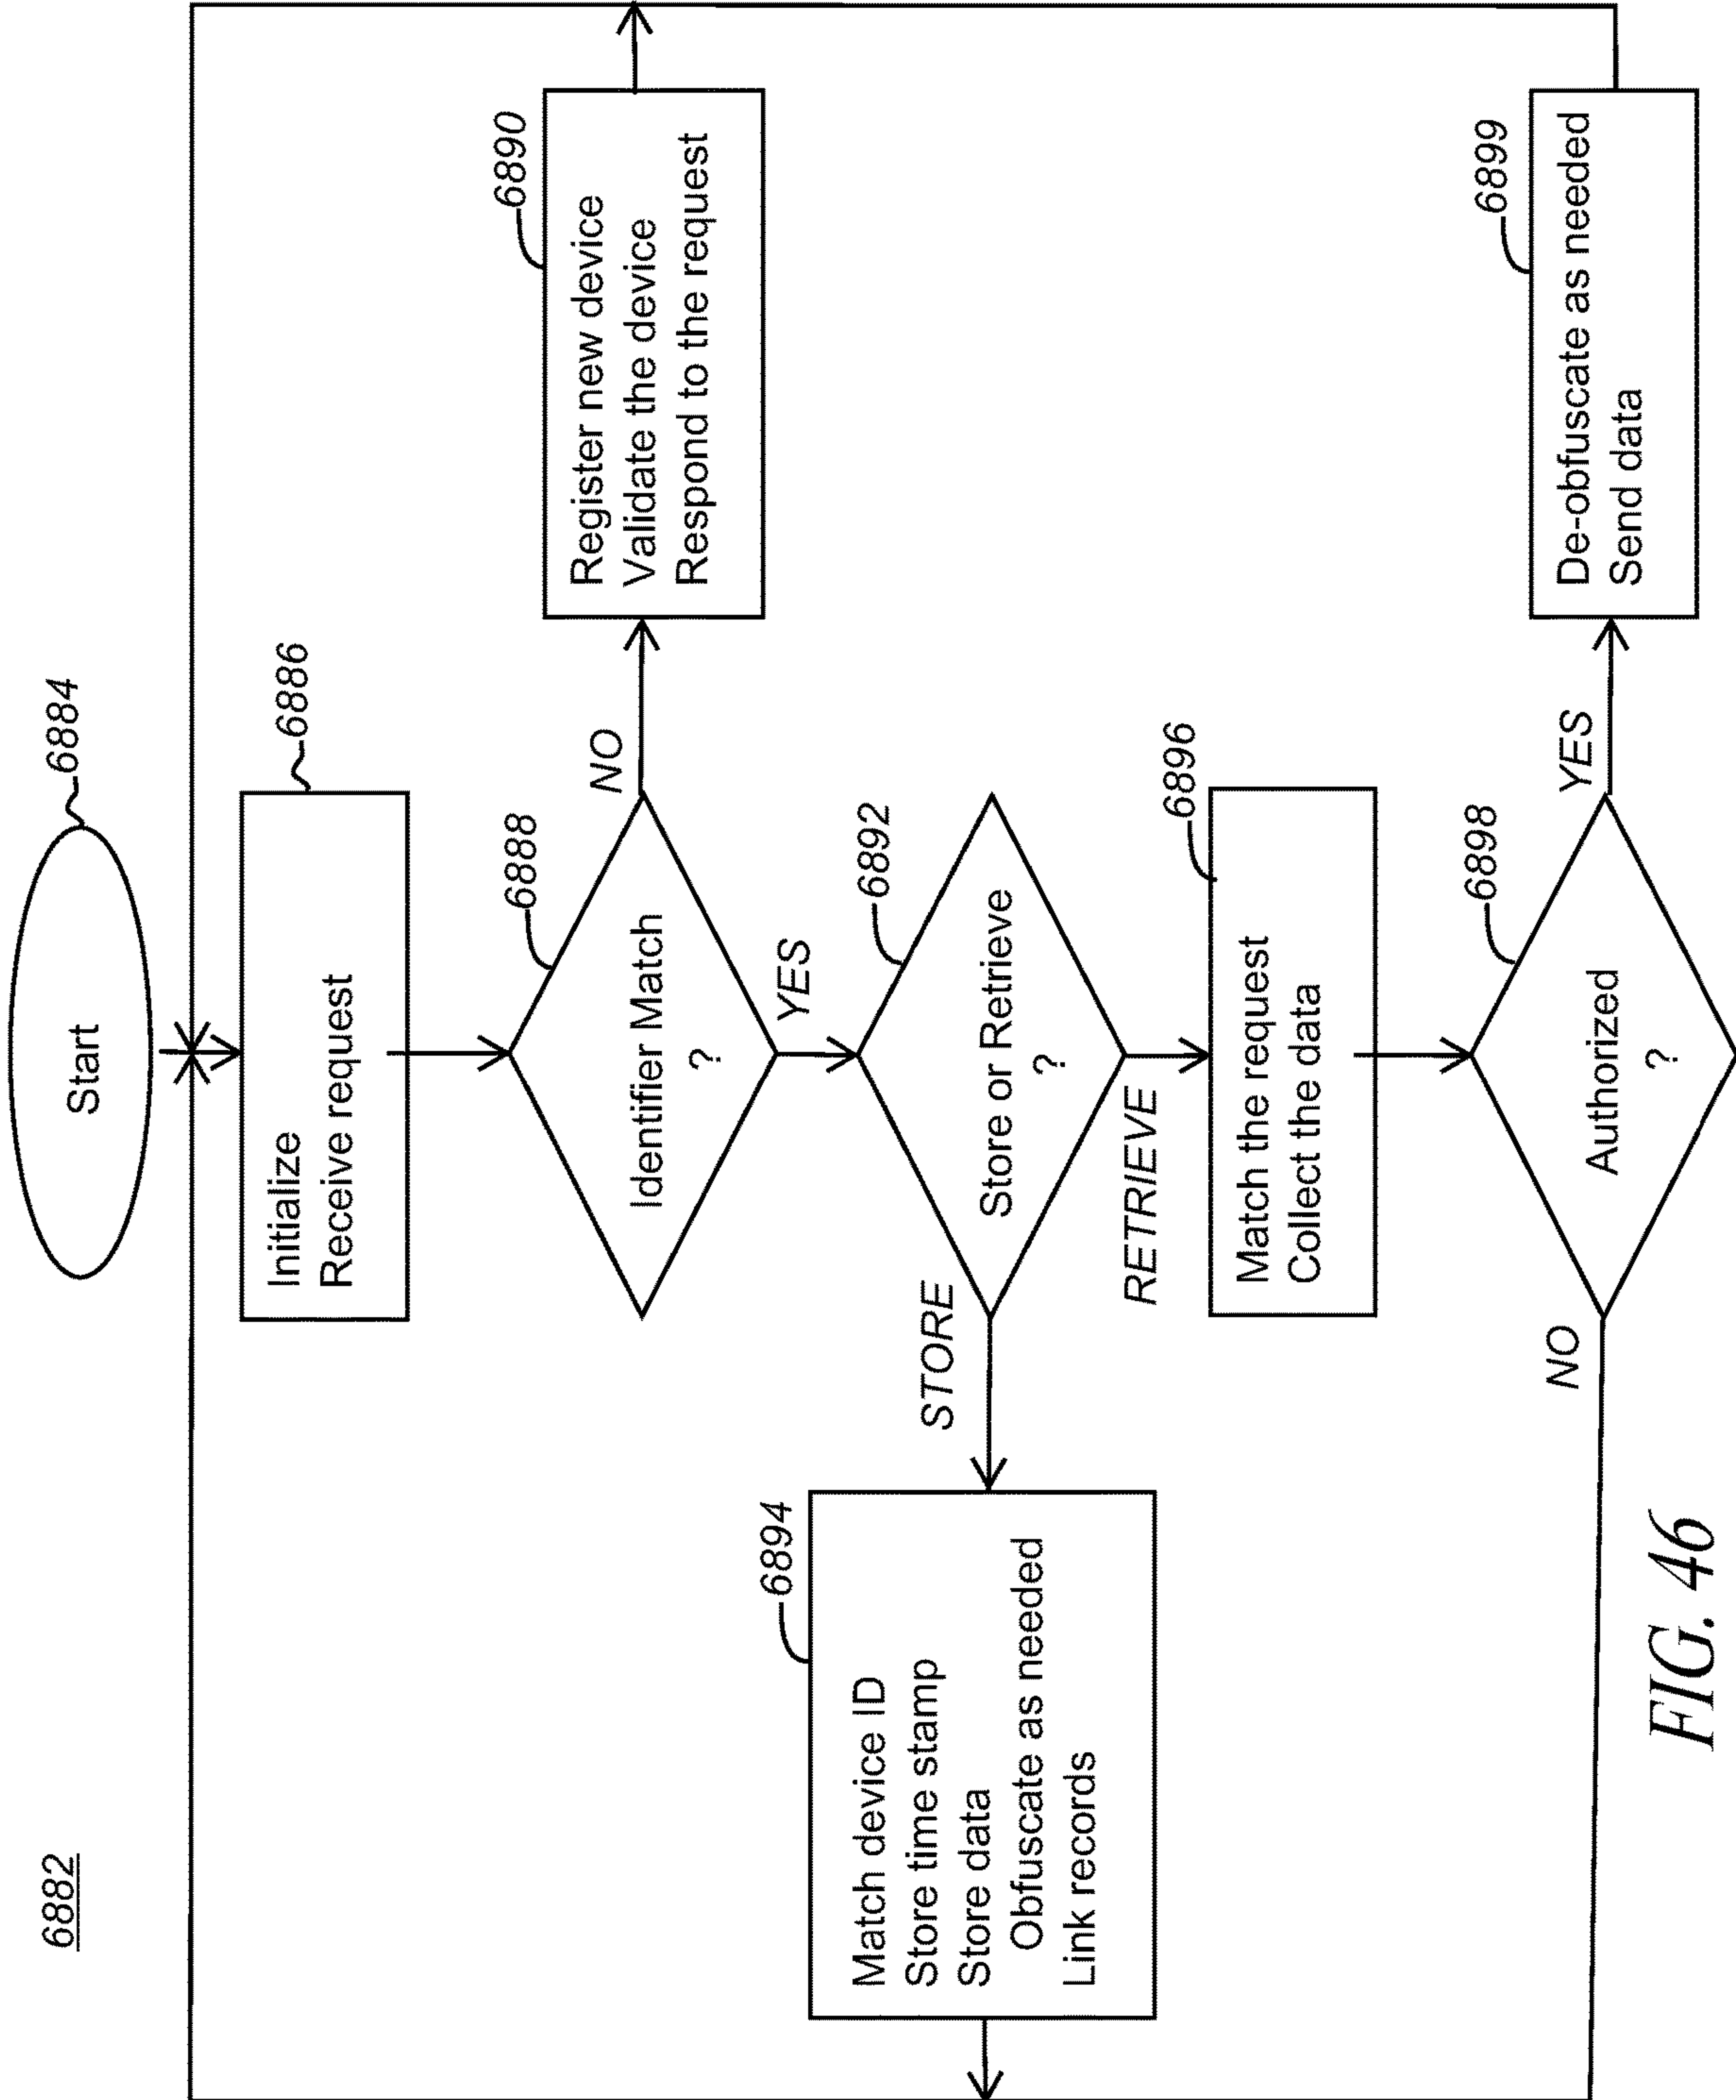 6882
Start
6884
Initialize
Receive request
6886
Identifier Match
?
6888
NO
Register new device
Validate the device
Respond to the request
6890
YES
Store or Retrieve
?
6892
STORE
Match device ID
Store time stamp
Store data
Obfuscate as needed
Link records
6894
RETRIEVE
Match the request
Collect the data
6896
Authorized
?
6898
NO
YES
De-obfuscate as needed
Send data
6899
FIG. 46